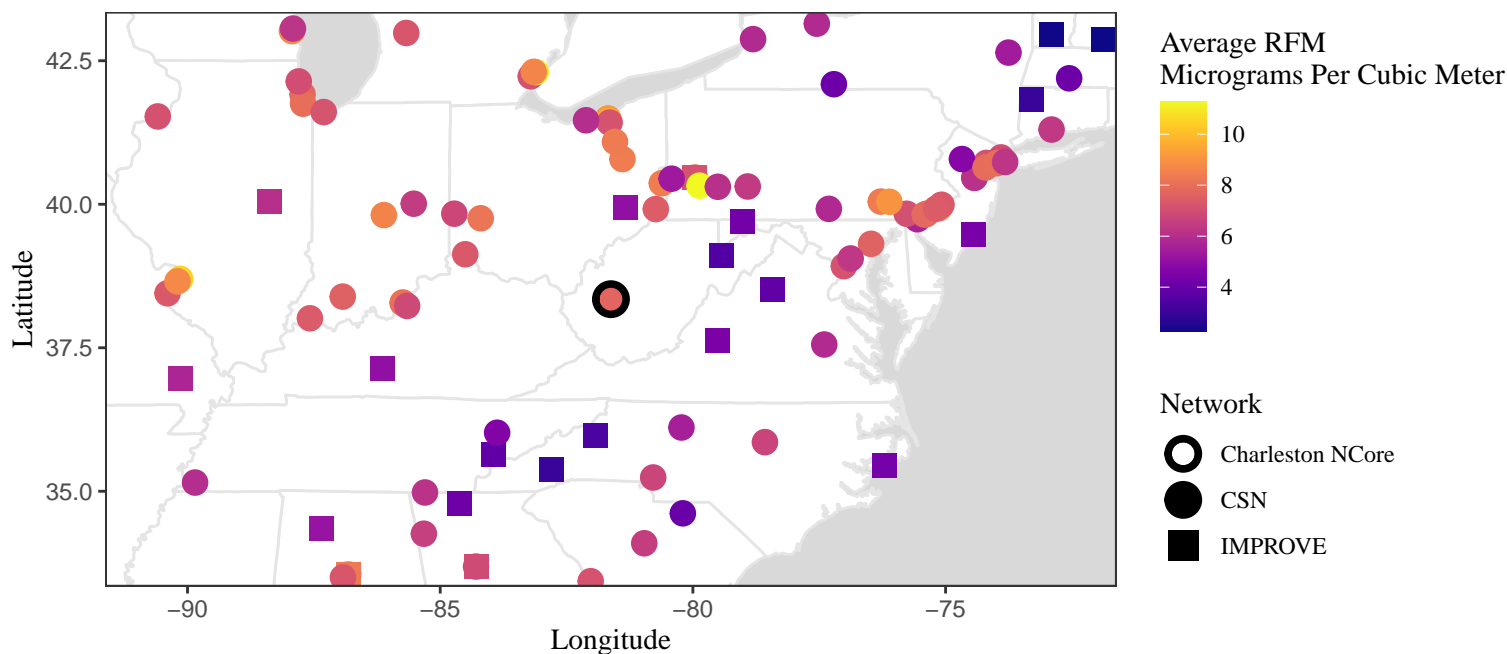 42.5
40.0
37.5
35.0
Latitude
−90
−85
−80
−75
Longitude
Average RFM
Micrograms Per Cubic Meter
10
8
6
4
Network
Charleston NCore
CSN
IMPROVE